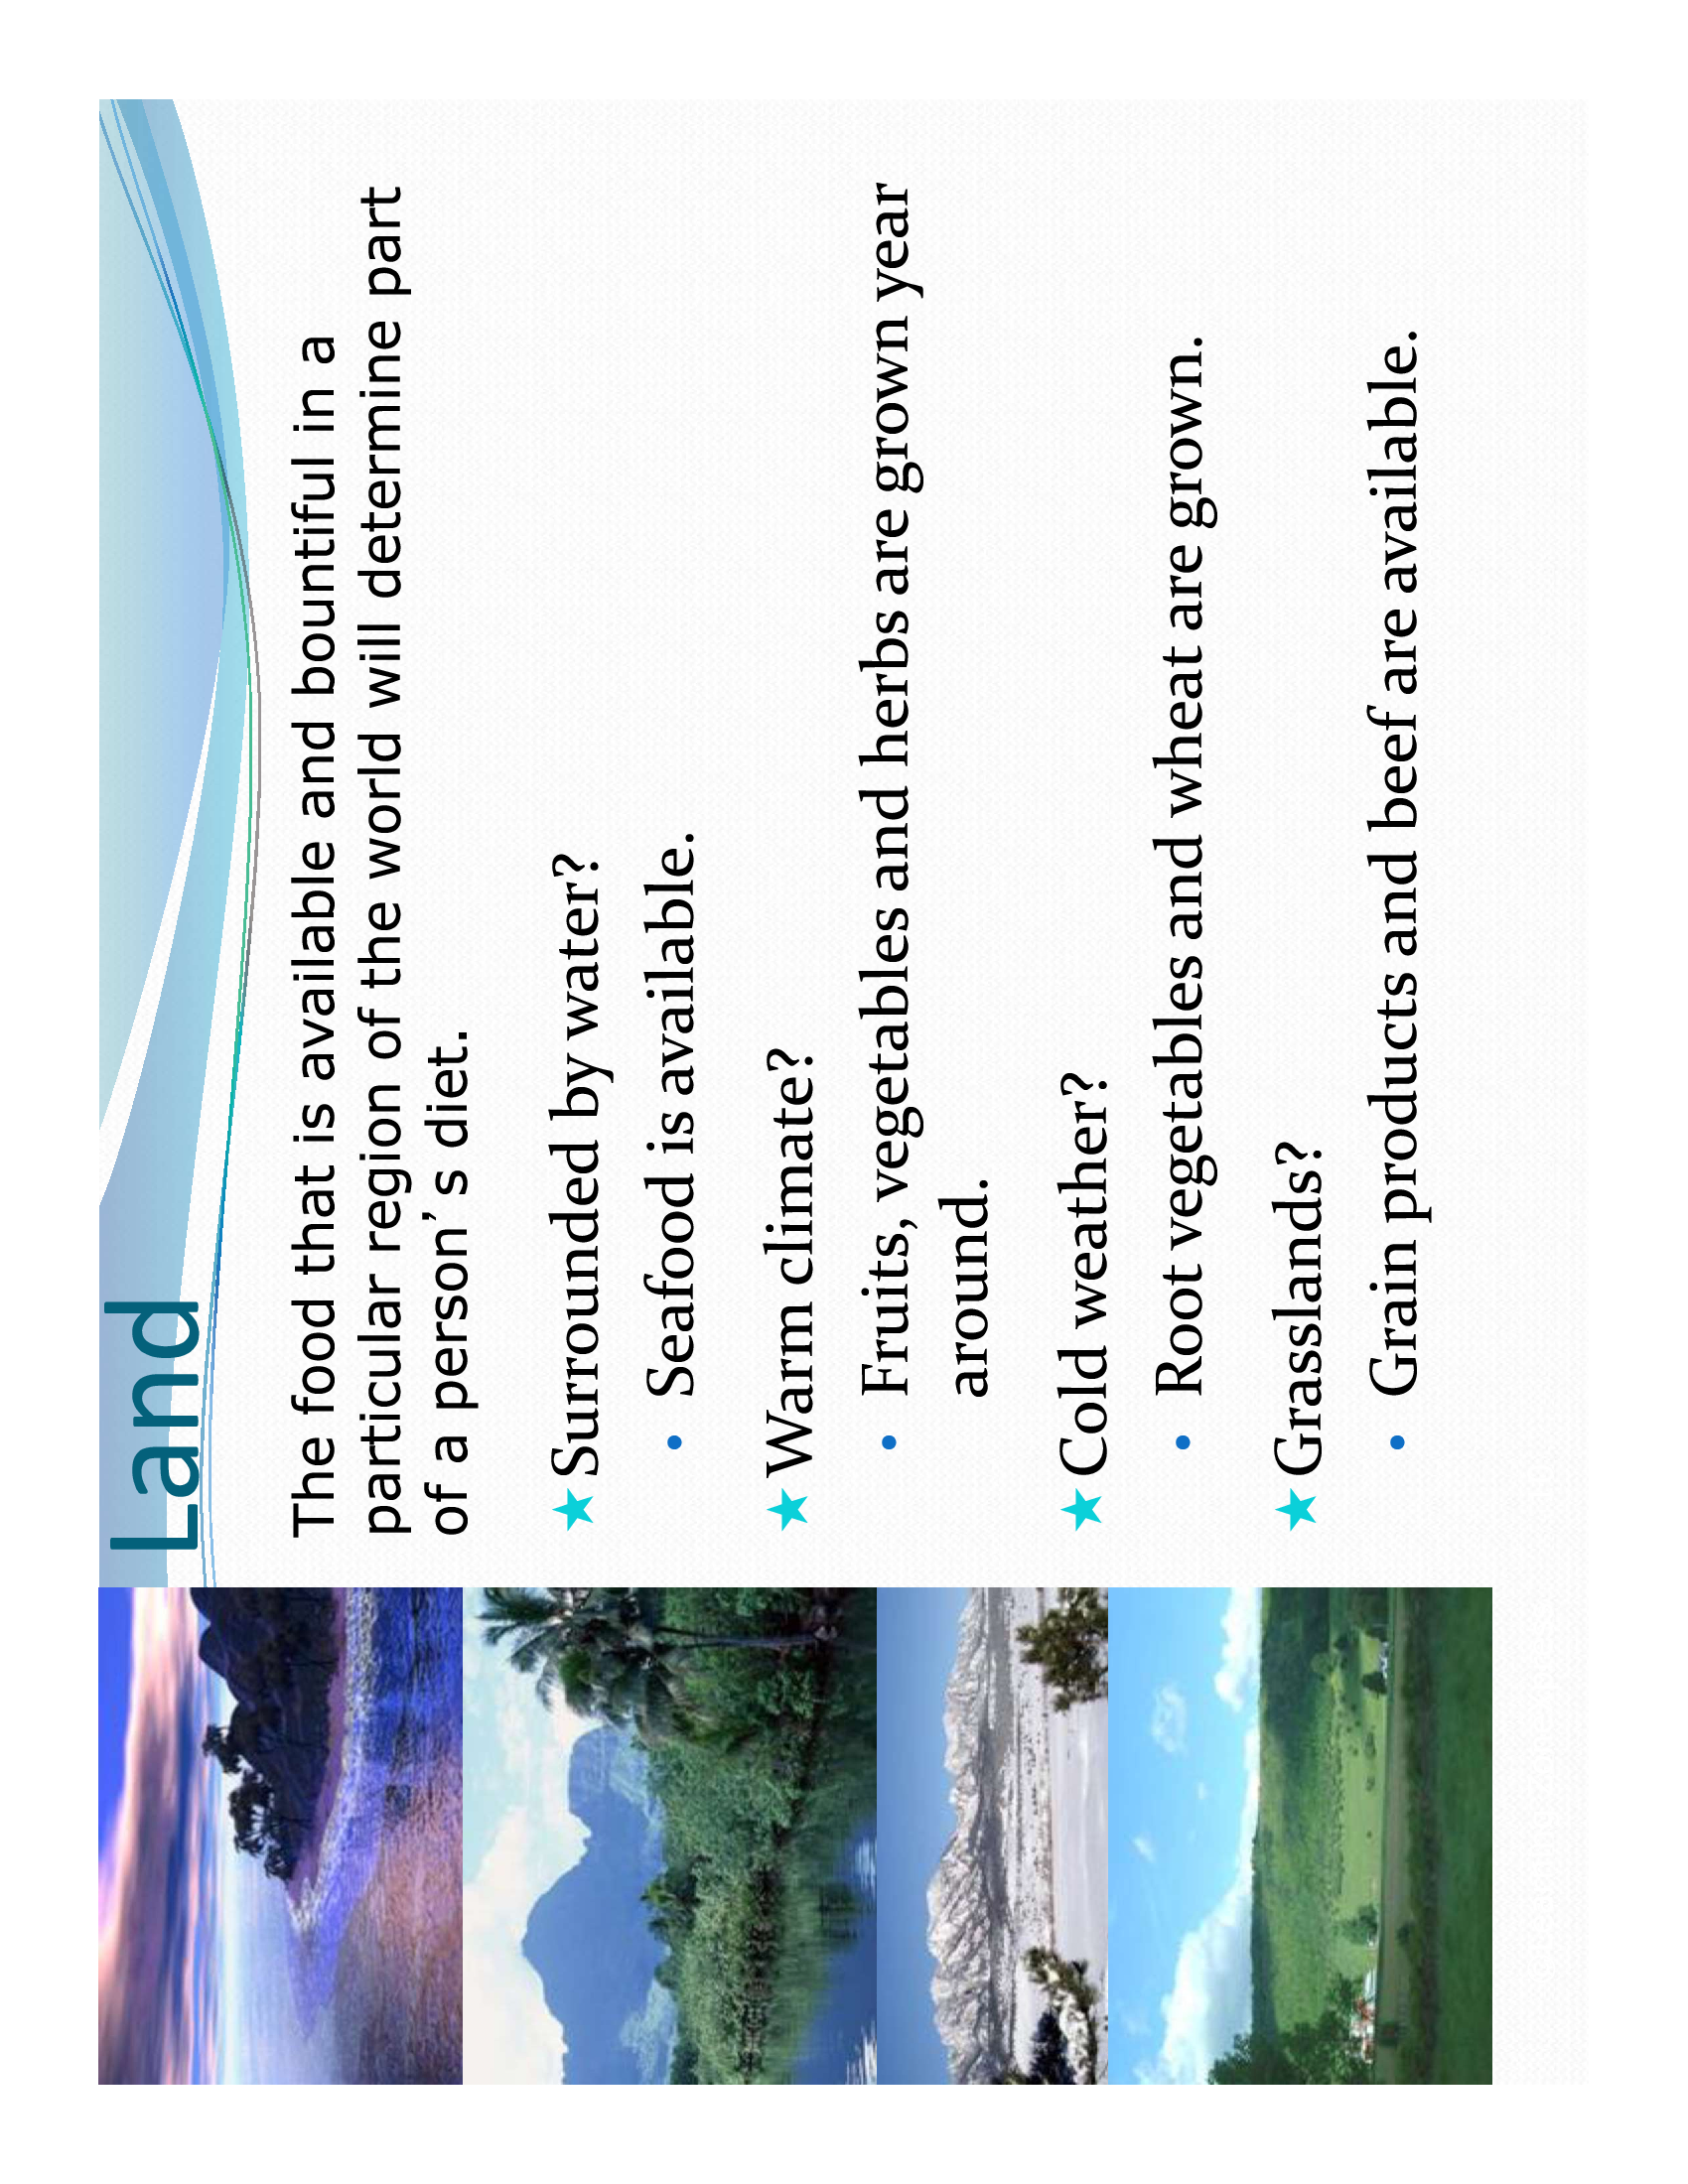 Land
The food that is available and bountiful in a
particular region of the world will determine part
of a person’ s diet.
★ Surrounded by water?
• Seafood is available.
★ Warm climate?
• Fruits, vegetables and herbs are grown year
around.
★ Cold weather?
• Root vegetables and wheat are grown.
★ Grasslands?
• Grain products and beef are available.